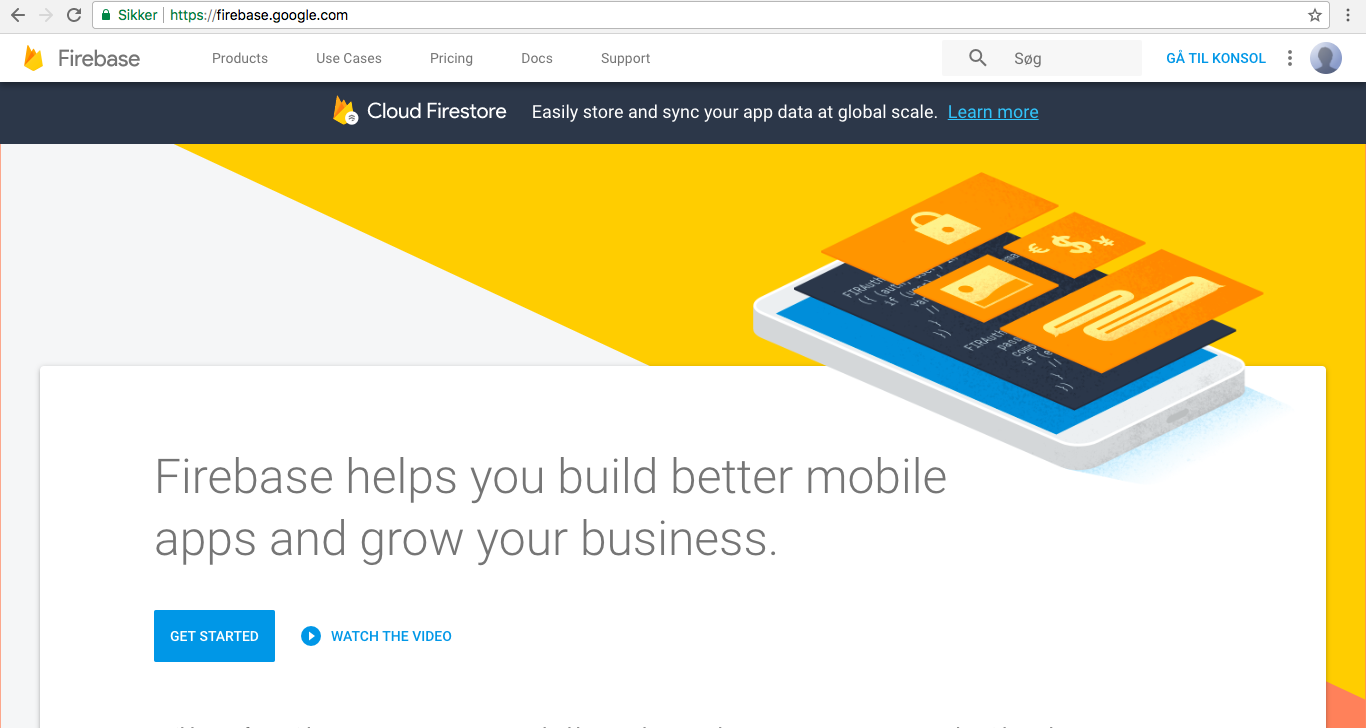 Sikker https://firebase.google.com
Firebase Products Use Cases Pricing Docs Support Søg GÅ TIL KONSOL
Cloud Firestore Easily store and sync your app data at global scale. Learn more
Firebase helps you build better mobile
apps and grow your business.
GET STARTED WATCH THE VIDEO